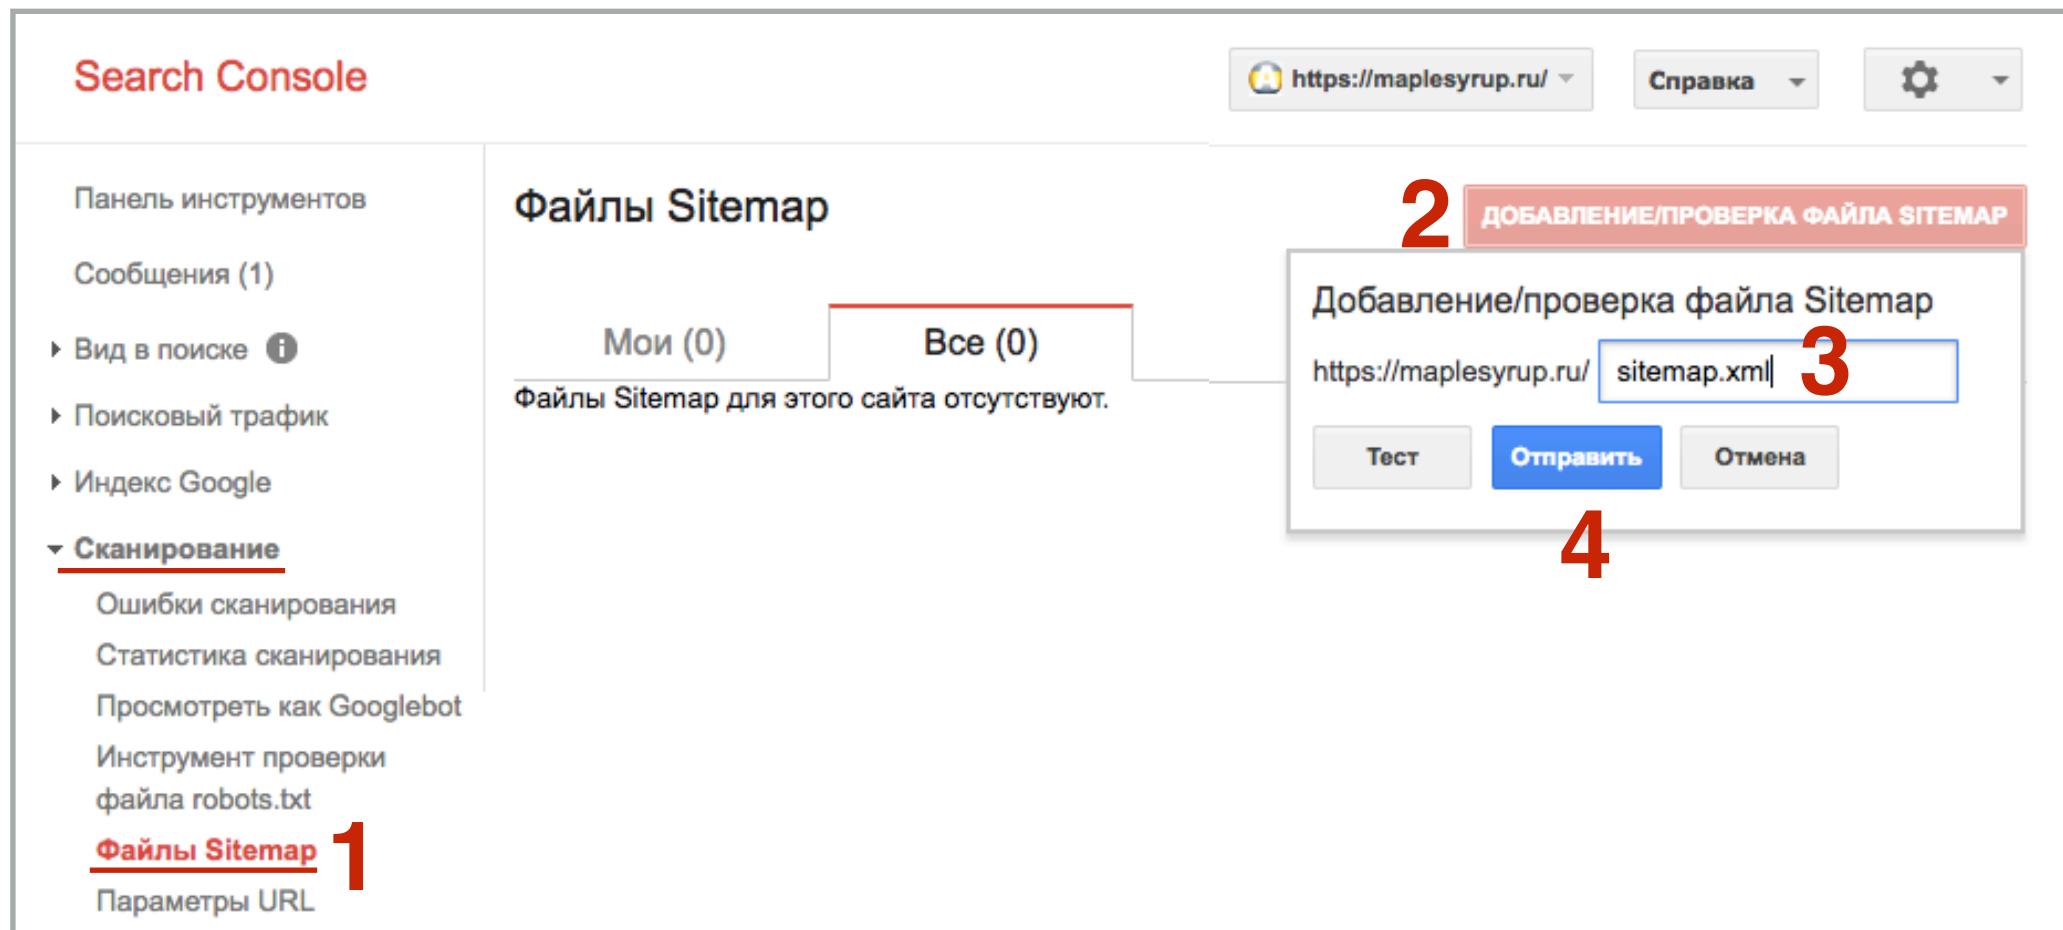 Search Console
https://maplesyrup.ru/
Справка
Панель инструментов
Сообщения (1)
Вид в поиске
Поисковый трафик
Индекс Google
Сканирование
Ошибки сканирования
Статистика сканирования
Просмотреть как Googlebot
Инструмент проверки
файла robots.txt
Файлы Sitemap 1
Параметры URL
Файлы Sitemap
2 ДОБАВЛЕНИЕ/ПРОВЕРКА ФАЙЛА SITEMAP
Мои (0) Все (0)
Файлы Sitemap для этого сайта отсутствуют.
Добавление/проверка файла Sitemap
https://maplesyrup.ru/ sitemap.xml 3
Тест Отправить Отмена
4